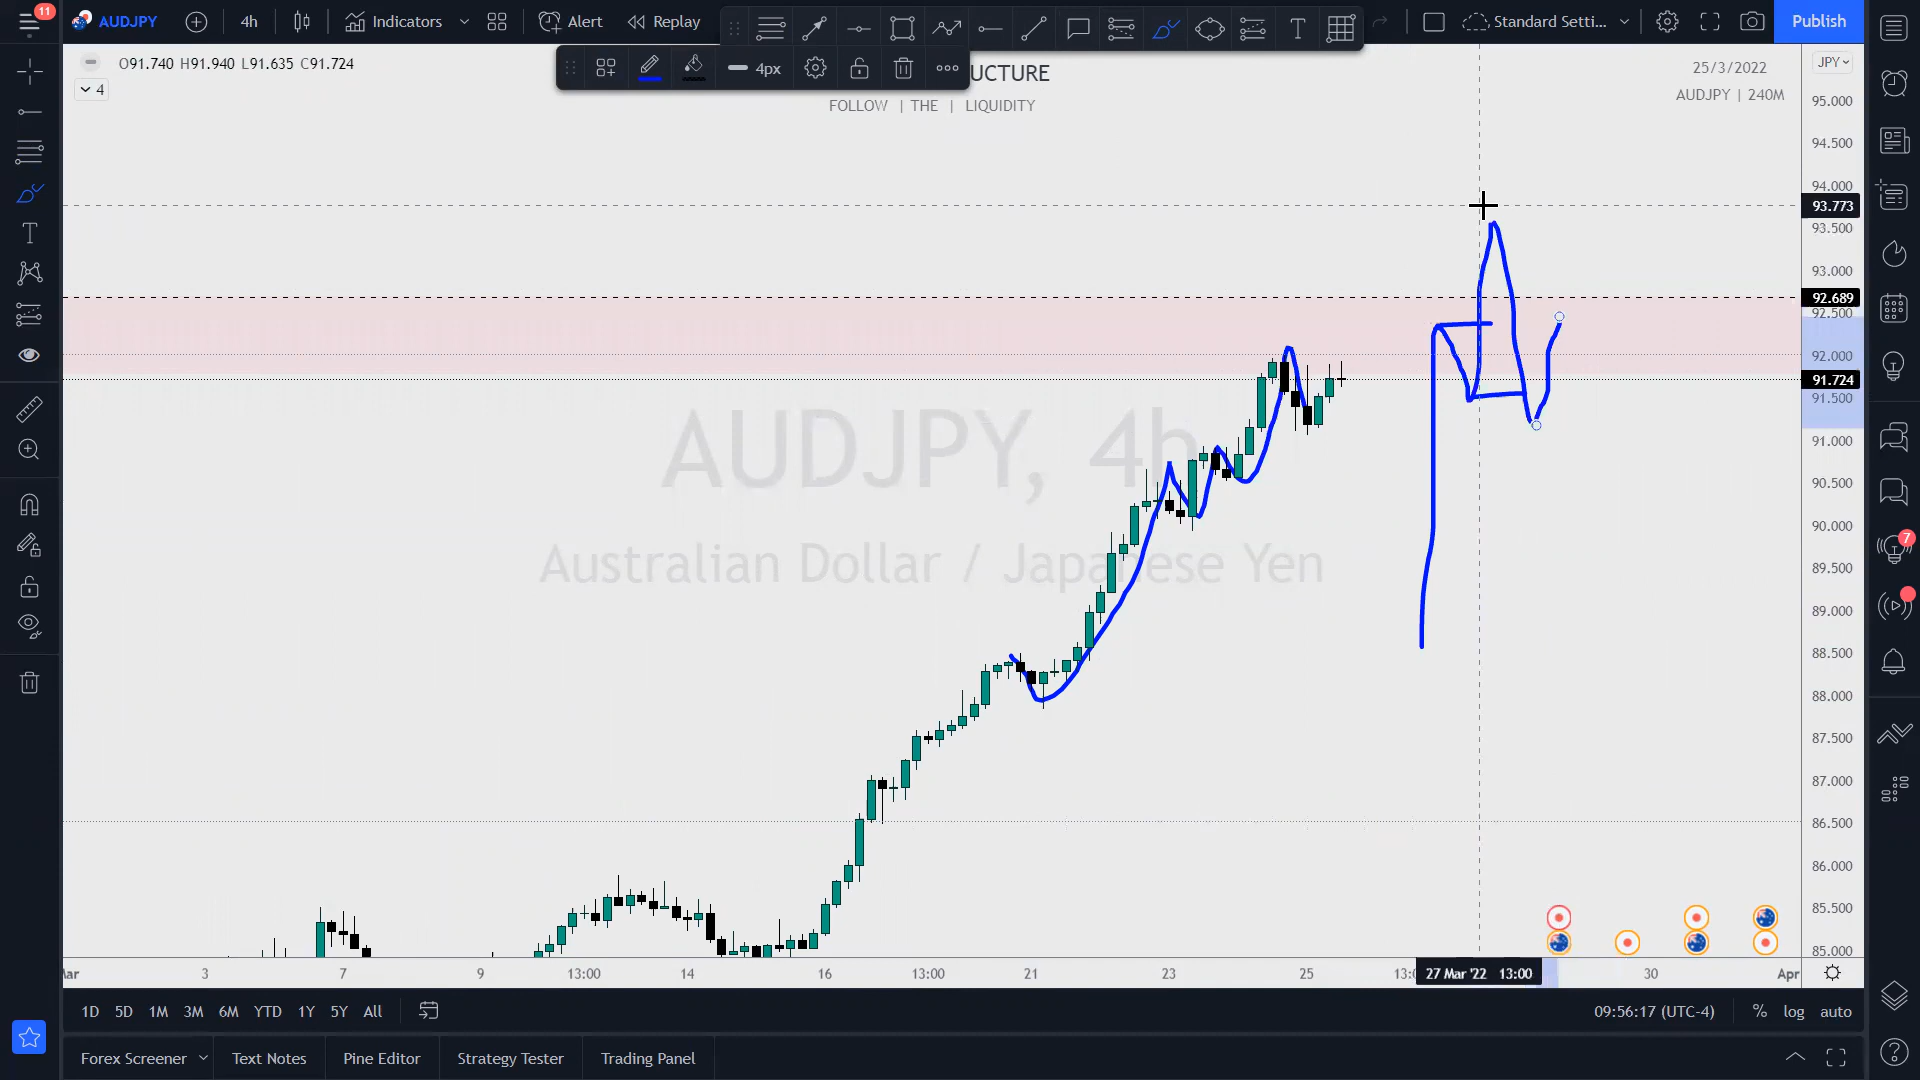 11
AUDJPY
4h
Indicators
Alert
Replay
Standard Setti...
Publish
O91.740 H91.940 L91.635 C91.724
4
4px
UCTURE
FOLLOW | THE | LIQUIDITY
25/3/2022
AUDJPY | 240M
JPY
95.000
94.500
94.000
93.773
93.500
93.000
92.689
92.500
92.000
91.724
91.500
91.000
90.500
90.000
89.500
89.000
88.500
88.000
87.500
87.000
86.500
86.000
85.500
85.000
AUDJPY, 4h
Australian Dollar / Japanese Yen
7
3 7 9 13:00 14 16 13:00 21 23 25 27 Mar '22 13:00 30 Apr
1D 5D 1M 3M 6M YTD 1Y 5Y All
09:56:17 (UTC-4) % log auto
Forex Screener Text Notes Pine Editor Strategy Tester Trading Panel